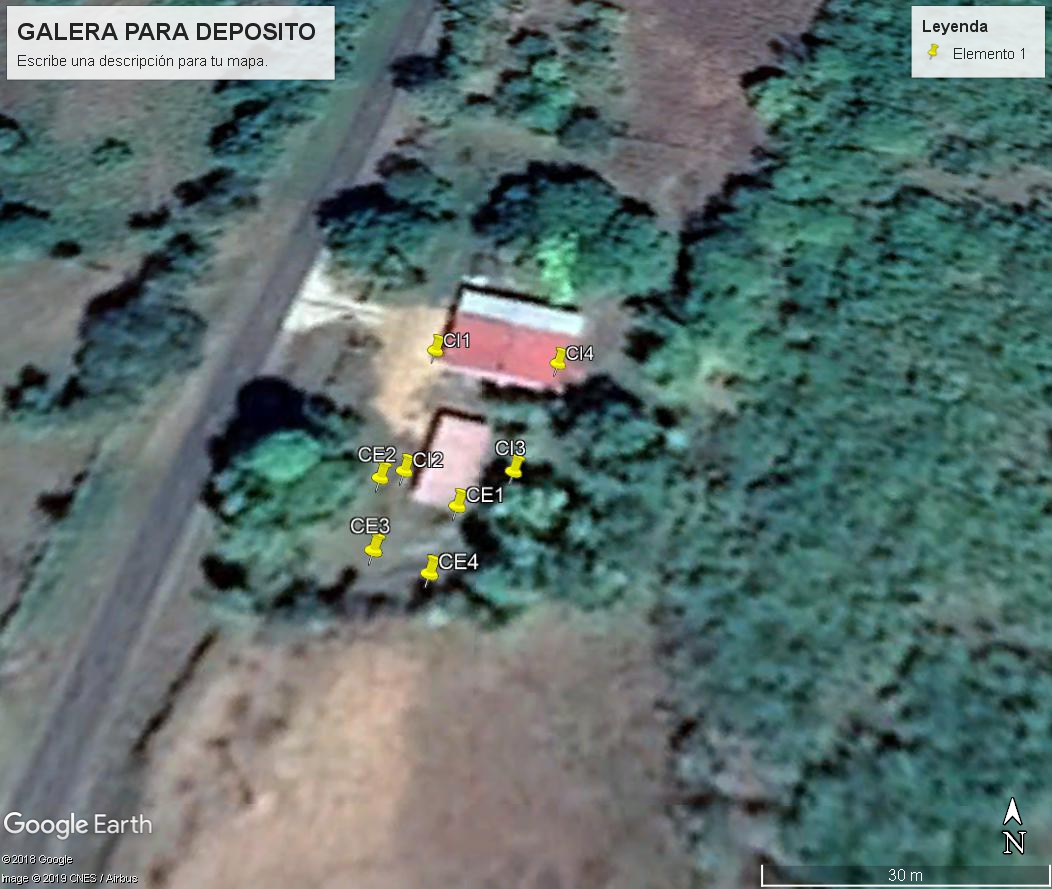 GALERA PARA DEPOSITO
Escribe una descripción para tu mapa.
Leyenda
Elemento 1
CI1
CI4
CE2
CI2
CI3
CE1
CE3
CE4
Google Earth
©2018 Google
Image © 2019 CNES / Airbus
N
30 m